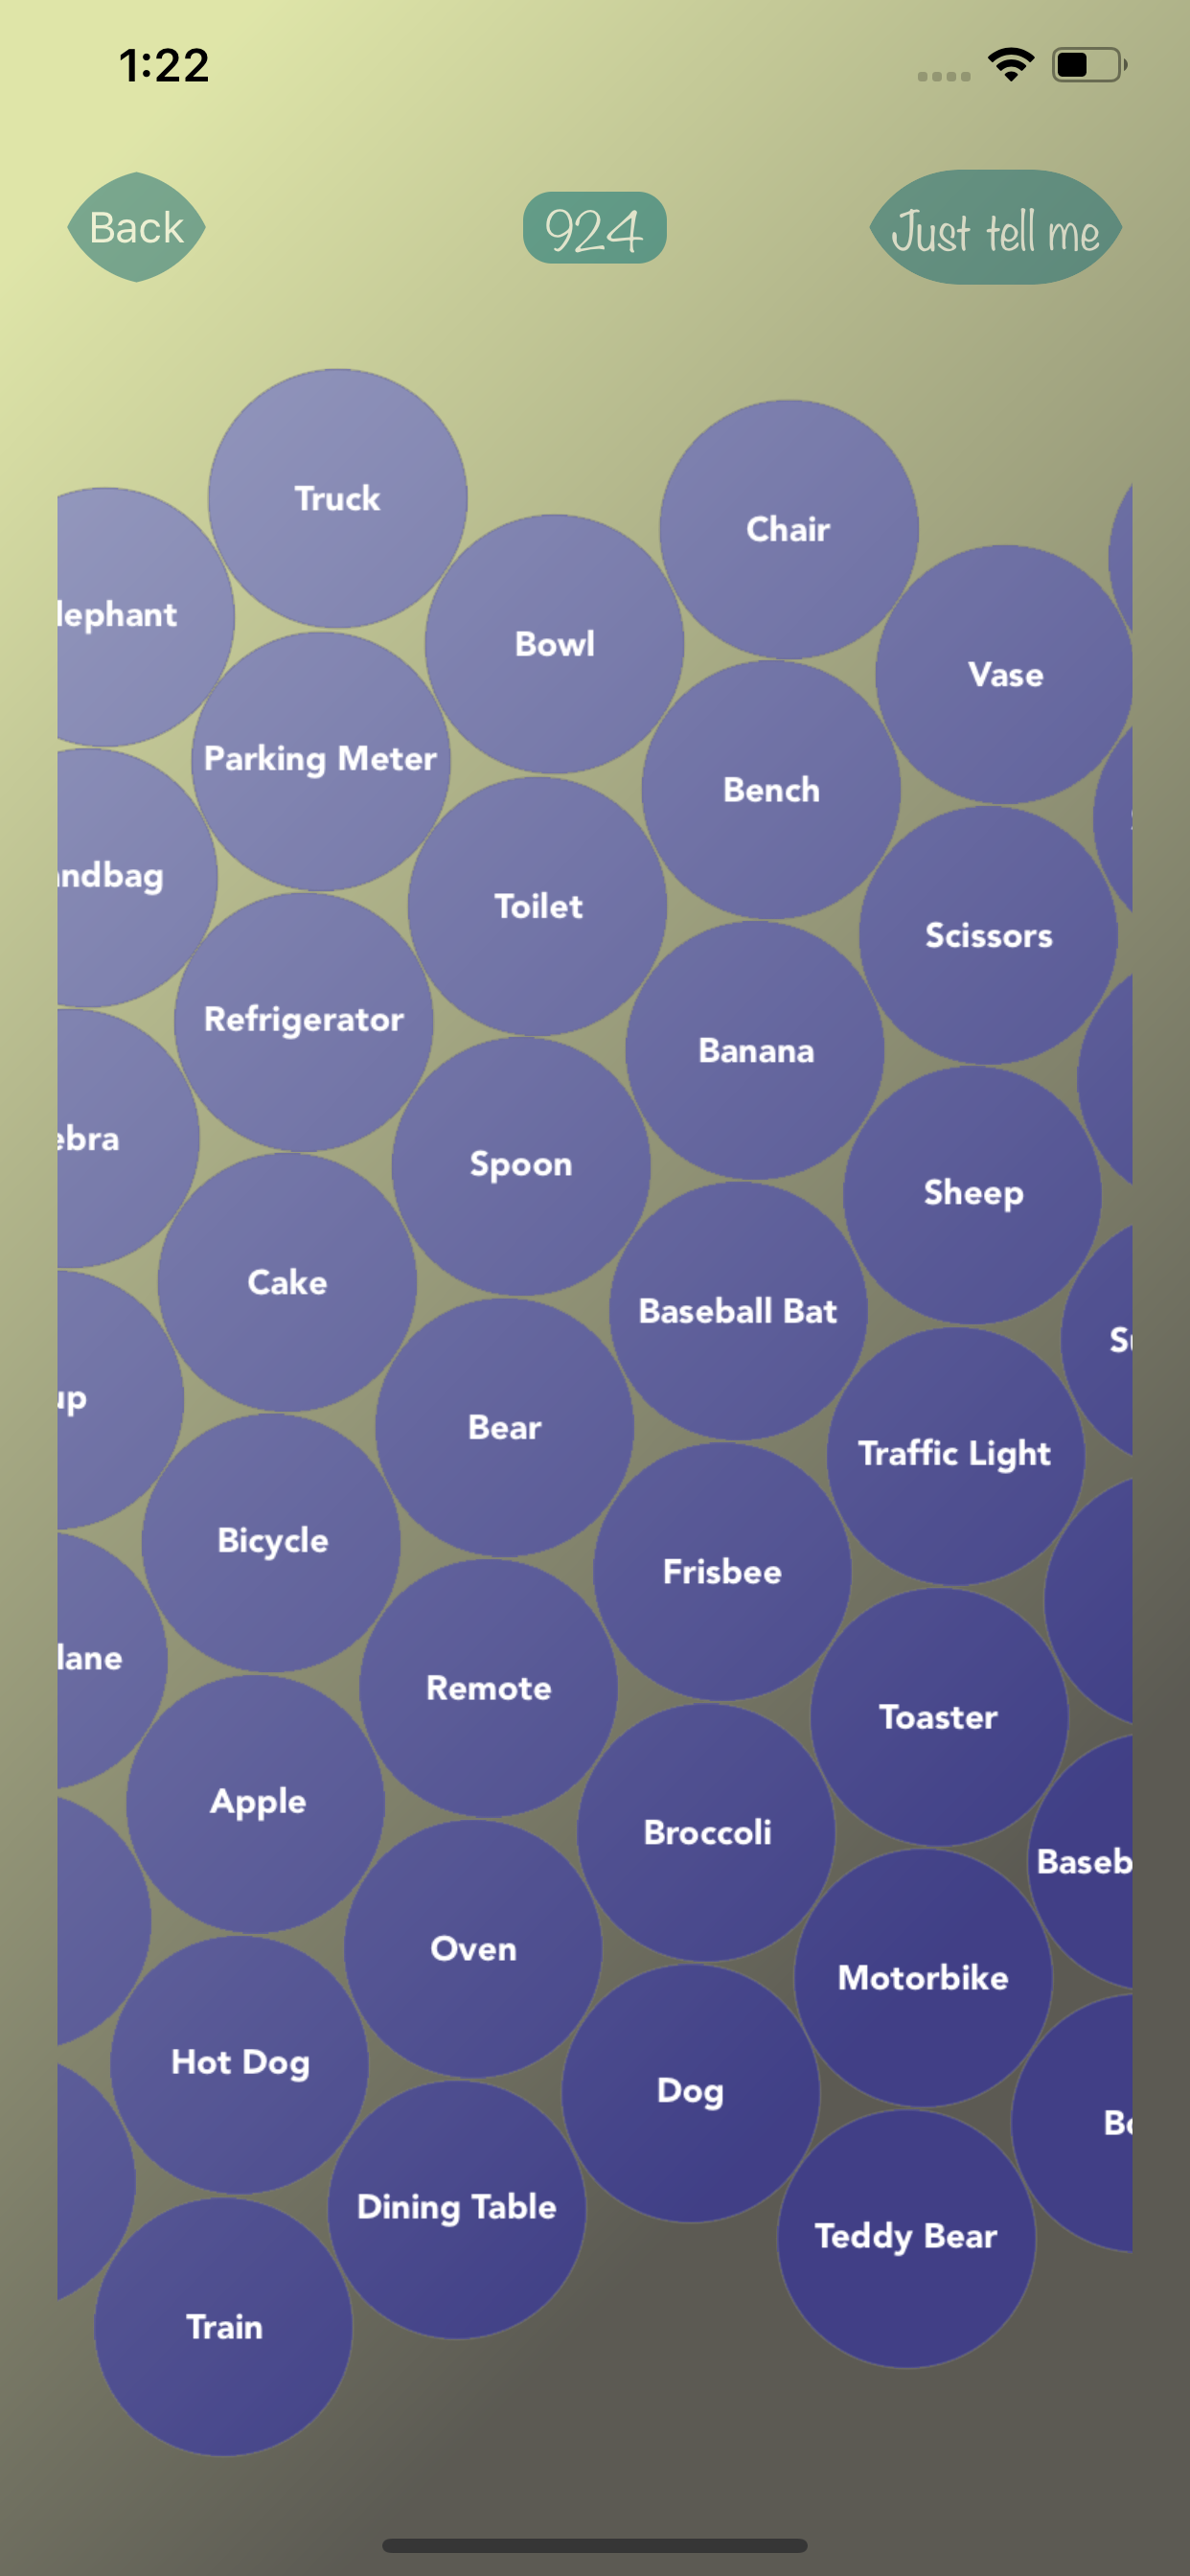 1:22
Back
924
Just tell me
Truck
Chair
lephant
Bowl
Vase
Parking Meter
Bench
ndbag
Toilet
Scissors
Refrigerator
Banana
ebra
Spoon
Sheep
Cake
Baseball Bat
up
Bear
Traffic Light
Bicycle
Frisbee
lane
Remote
Toaster
Apple
Broccoli
Baseb
Oven
Motorbike
Hot Dog
Dog
Dining Table
Teddy Bear
Train